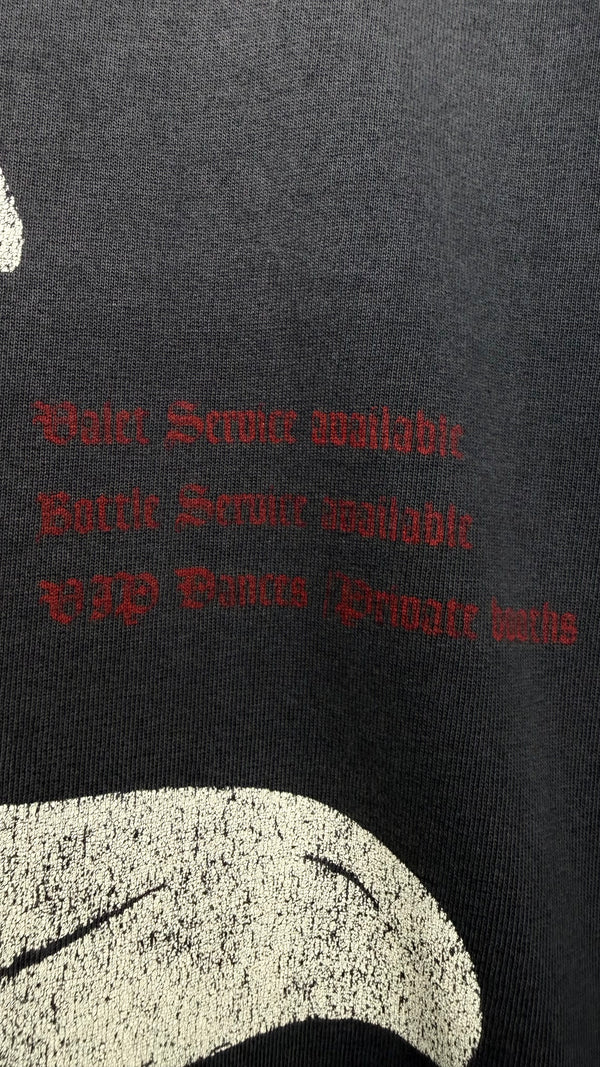 Valet Service available
Bottle Service available
VIP Dances /Private booths